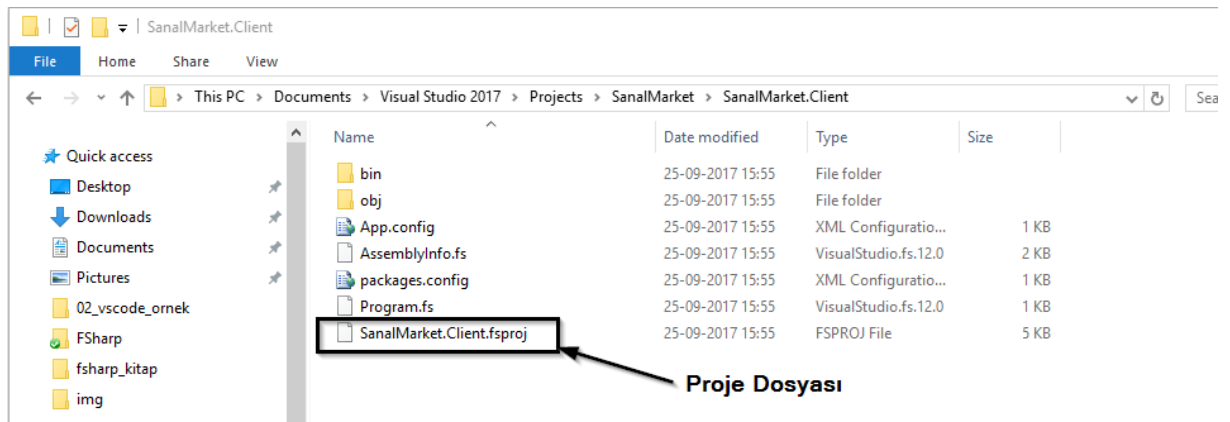 SanalMarket.Client
File Home Share View
This PC > Documents > Visual Studio 2017 > Projects > SanalMarket > SanalMarket.Client Sea
Name Date modified Type Size
Quick access
Desktop
Downloads
Documents
Pictures
02_vscode_ornek
FSharp
fsharp_kitap
img
bin 25-09-2017 15:55 File folder
obj 25-09-2017 15:55 File folder
App.config 25-09-2017 15:55 XML Configuratio... 1 KB
AssemblyInfo.fs 25-09-2017 15:55 VisualStudio.fs.12.0 2 KB
packages.config 25-09-2017 15:55 XML Configuratio... 1 KB
Program.fs 25-09-2017 15:55 VisualStudio.fs.12.0 1 KB
SanalMarket.Client.fsproj 25-09-2017 15:55 FSPROJ File 5 KB
Proje Dosyası